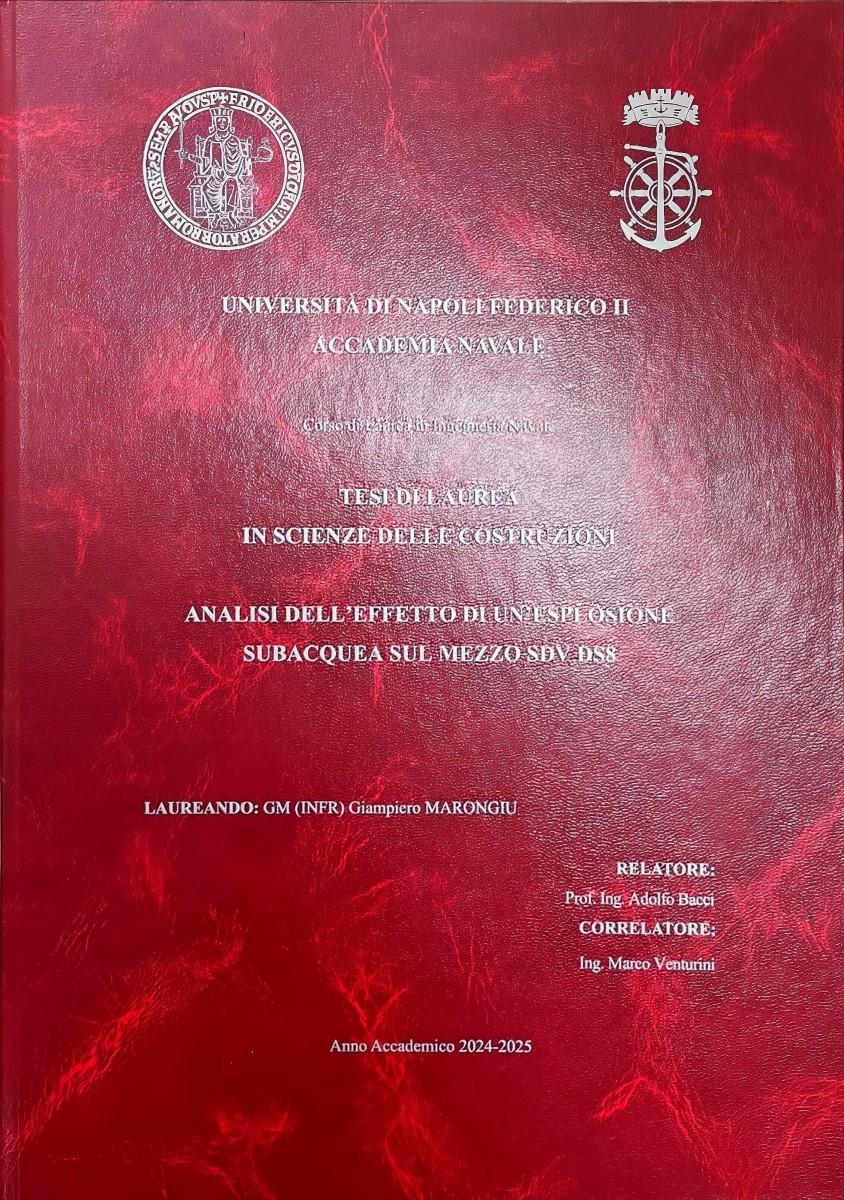 UNIVERSITÀ DI NAPOLI FEDERICO II
ACCADEMIA NAVALE
Corso di Laurea in Ingegneria Navale
TESI DI LAUREA
IN SCIENZE DELLE COSTRUZIONI
ANALISI DELL'EFFETTO DI UN'ESPLOSIONE
SUBACQUEA SUL MEZZO SDV DS8
LAUREANDO: GM (INFR) Giampiero MARONGIU
RELATORE:
Prof. Ing. Adolfo Bacci
CORRELATORE:
Ing. Marco Venturini
Anno Accademico 2024-2025